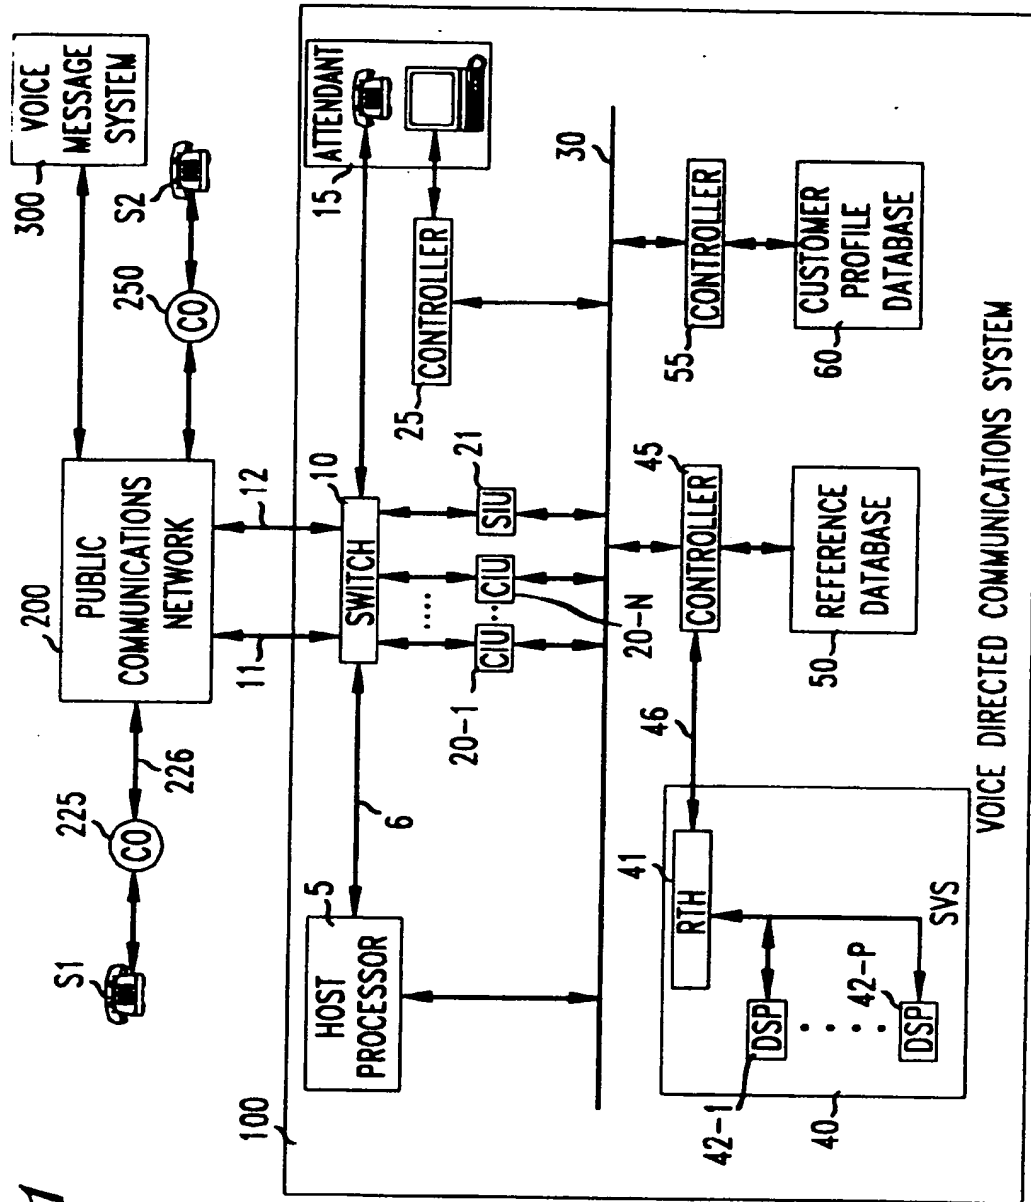 1
S1
225
CO
226
200
PUBLIC
COMMUNICATIONS
NETWORK
300
VOICE
MESSAGE
SYSTEM
250
CO
S2
11
12
100
HOST
PROCESSOR
5
6
SWITCH
10
15
ATTENDANT
CONTROLLER
25
20-1
CIU
....
..
CIU
20-N
SIU
21
30
RTH
41
46
CONTROLLER
45
CONTROLLER
55
42-1
DSP
.....
42-P
DSP
SVS
40
REFERENCE
DATABASE
50
CUSTOMER
PROFILE
DATABASE
60
VOICE DIRECTED COMMUNICATIONS SYSTEM